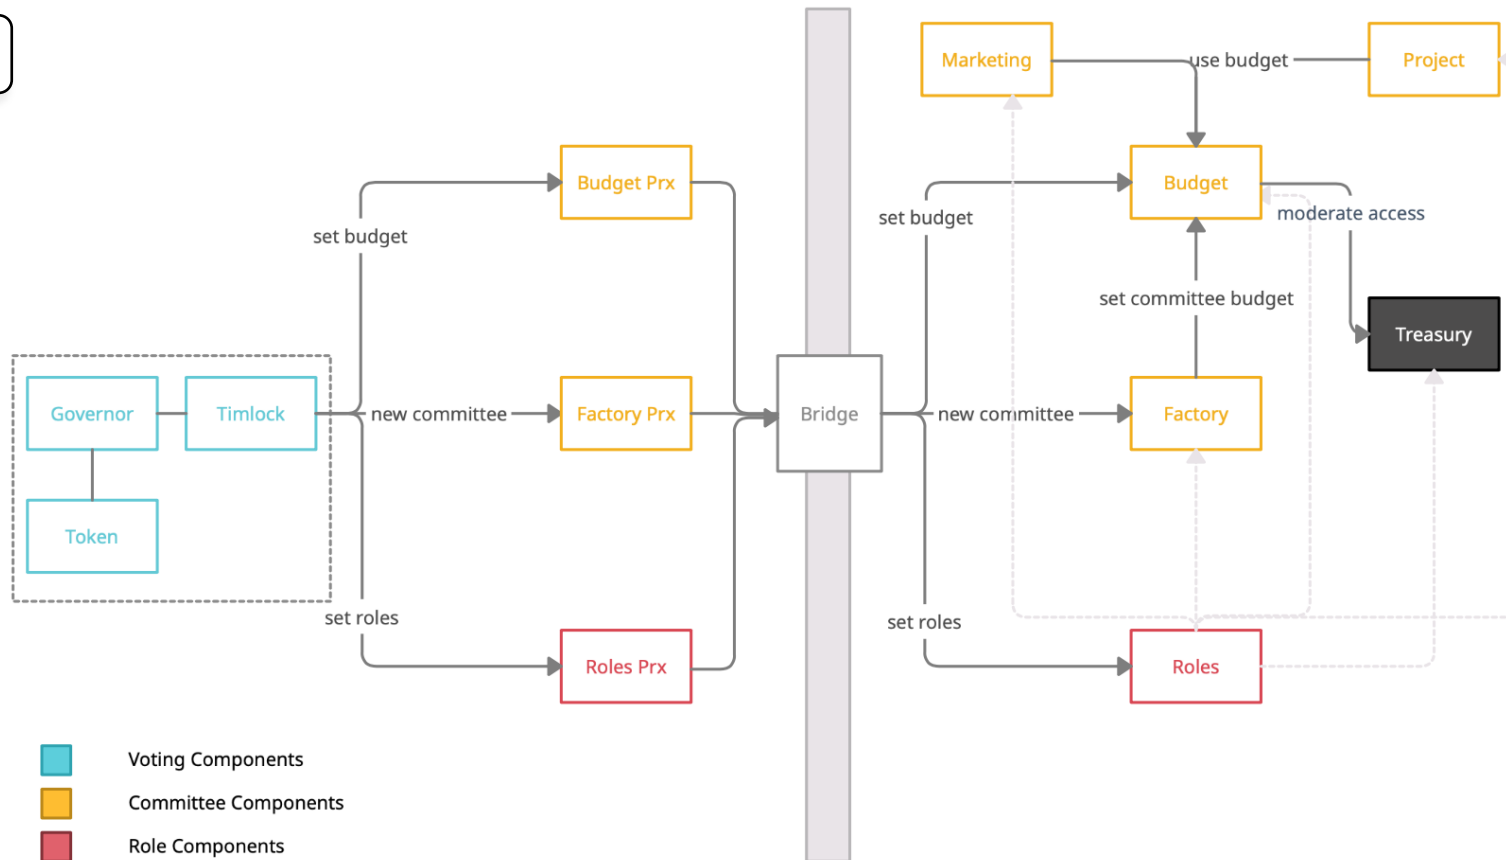 Marketing
use budget
Project
Budget Prx
Budget
set budget
moderate access
set budget
set committee budget
Treasury
Governor
Timlock
new committee
Factory Prx
Bridge
new committee
Factory
Token
set roles
set roles
Roles Prx
Roles
Voting Components
Committee Components
Role Components